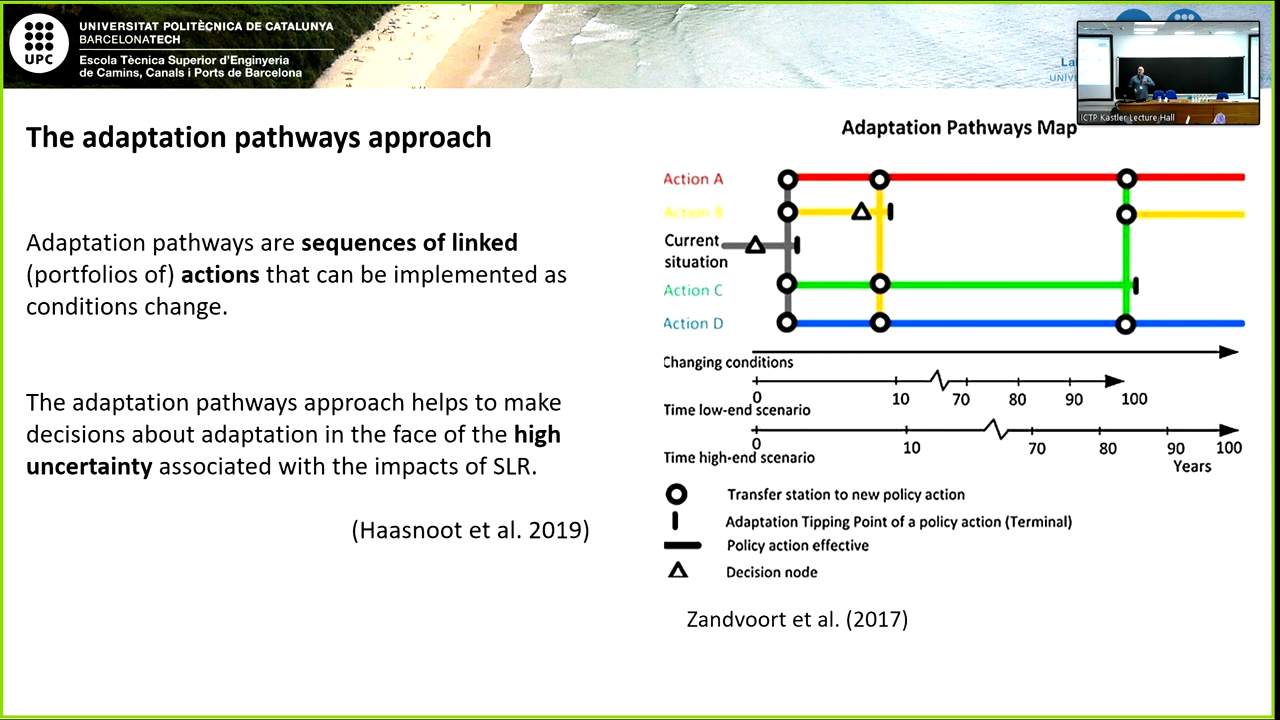 UNIVERSITAT POLITÈCNICA DE CATALUNYA
BARCELONATECH
Escola Tècnica Superior d'Enginyeria
de Camins, Canals i Ports de Barcelona
UPC
ICTP Kastler Lecture Hall
The adaptation pathways approach
Adaptation pathways are sequences of linked
(portfolios of) actions that can be implemented as
conditions change.
The adaptation pathways approach helps to make
decisions about adaptation in the face of the high
uncertainty associated with the impacts of SLR.
(Haasnoot et al. 2019)
Adaptation Pathways Map
Action A
Action B
Current
situation
Action C
Action D
Changing conditions
0 10 70 80 90 100
Time low-end scenario
0 10 70 80 90 100
Time high-end scenario
Years
Transfer station to new policy action
Adaptation Tipping Point of a policy action (Terminal)
Policy action effective
Decision node
Zandvoort et al. (2017)